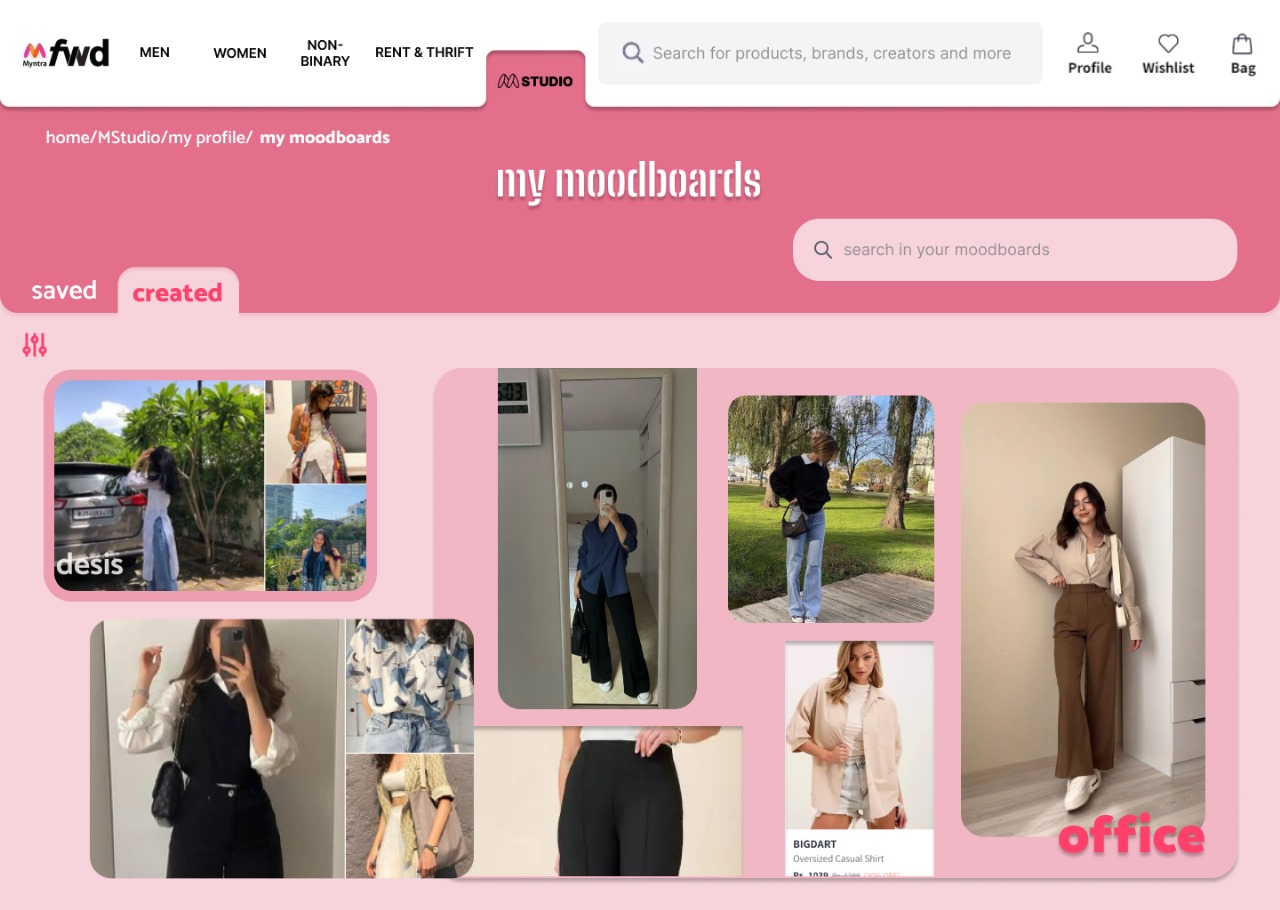 Myntra fwd
MEN
WOMEN
NON-
BINARY
RENT & THRIFT
STUDIO
Search for products, brands, creators and more
Profile
Wishlist
Bag
home/MStudio/my profile/ my moodboards
my moodboards
search in your moodboards
saved
created
desis
BIGDART
Oversized Casual Shirt
Rs. 1039
office